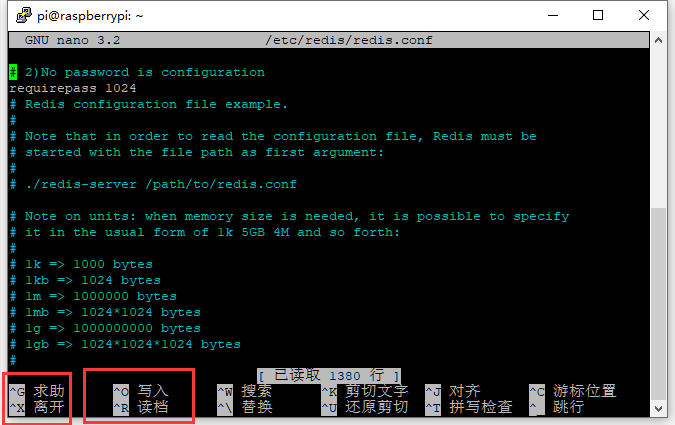 pi@raspberrypi: ~
GNU nano 3.2 /etc/redis/redis.conf
# 2)No password is configuration
requirepass 1024
# Redis configuration file example.
#
# Note that in order to read the configuration file, Redis must be
# started with the file path as first argument:
#
# ./redis-server /path/to/redis.conf
# Note on units: when memory size is needed, it is possible to specify
# it in the usual form of 1k 5GB 4M and so forth:
#
# 1k => 1000 bytes
# 1kb => 1024 bytes
# 1m => 1000000 bytes
# 1mb => 1024*1024 bytes
# 1g => 1000000000 bytes
# 1gb => 1024*1024*1024 bytes
#
[ 已读取 1380 行 ]
^G 求助 ^O 写入 ^W 搜索 ^K 剪切文字 ^J 对齐 ^C 游标位置
^X 离开 ^R 读档 ^\ 替换 ^U 还原剪切 ^T 拼写检查 ^_ 跳行